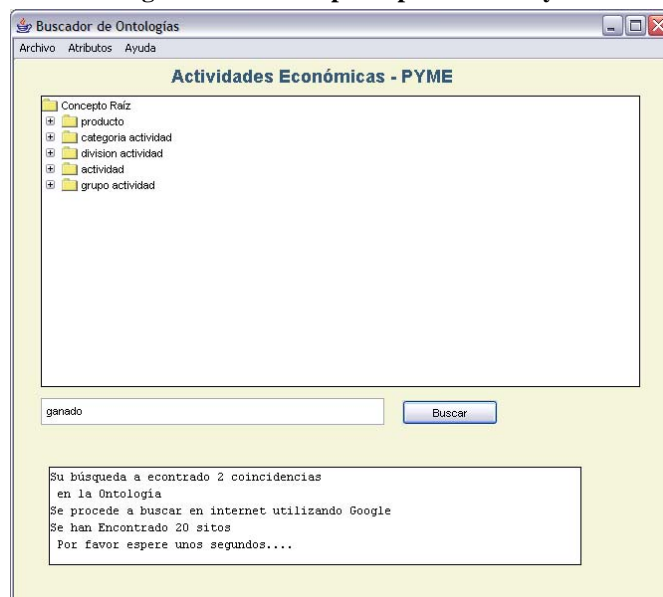 Buscador de Ontologías
Archivo Atributos Ayuda
Actividades Económicas - PYME
Concepto Raíz
producto
categoria actividad
division actividad
actividad
grupo actividad
ganado
Buscar
Su búsqueda a econtrado 2 coincidencias
en la Ontología
Se procede a buscar en internet utilizando Google
Se han Encontrado 20 sitos
Por favor espere unos segundos....